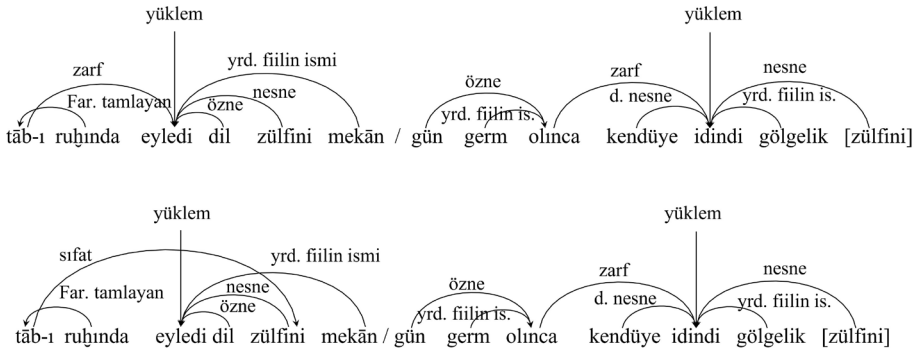 yüklem yüklem
zarf yrd. fiilin ismi özne zarf nesne
Far. tamlayan özne nesne yrd. fiilin is. d. nesne yrd. fiilin is.
tāb-ı ruḫında eyledi dil zülfini mekān / gün germ olınca kendüye idindi gölgelik [zülfini]
yüklem yüklem
sıfat yrd. fiilin ismi özne zarf nesne
Far. tamlayan nesne yrd. fiilin is. d. nesne yrd. fiilin is.
özne
tāb-ı ruḫında eyledi dil zülfini mekān / gün germ olınca kendüye idindi gölgelik [zülfini]